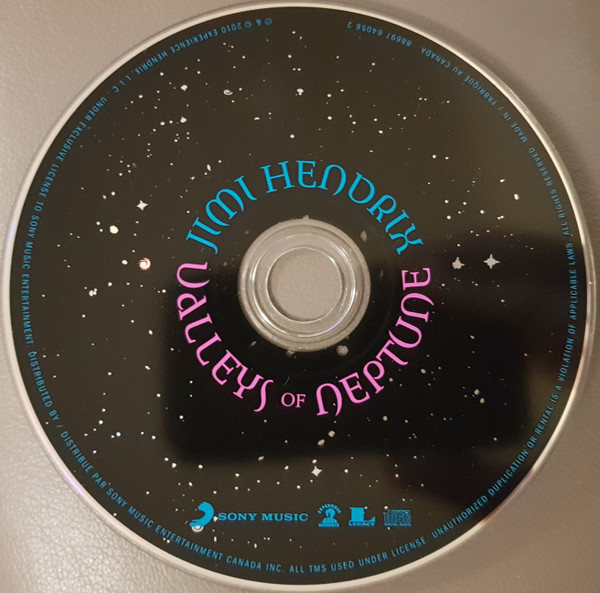 JIMI HENDRIX
VALLEYS OF NEPTUNE
SONY MUSIC
LEGACY
℗ & © 2010 EXPERIENCE HENDRIX, L.L.C., UNDER EXCLUSIVE LICENSE TO SONY MUSIC ENTERTAINMENT. DISTRIBUTED BY / DISTRIBUE PAR SONY MUSIC ENTERTAINMENT CANADA INC. ALL TMS USED UNDER LICENSE. UNAUTHORIZED DUPLICATION OR RENTAL IS A VIOLATION OF APPLICABLE LAWS. ALL RIGHTS RESERVED. MADE IN / FABRIQUÉ AU CANADA 88697 64056 2